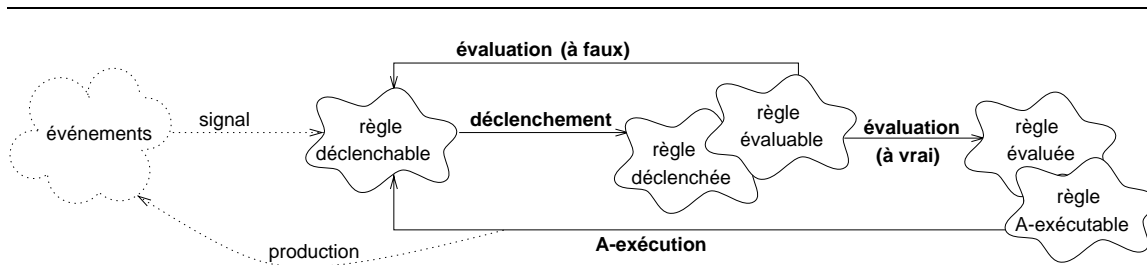 évaluation (à faux)
événements
signal
règle
déclenchable
déclenchement
règle
déclenchée
règle
évaluable
évaluation
(à vrai)
règle
évaluée
règle
A-exécutable
production
A-exécution